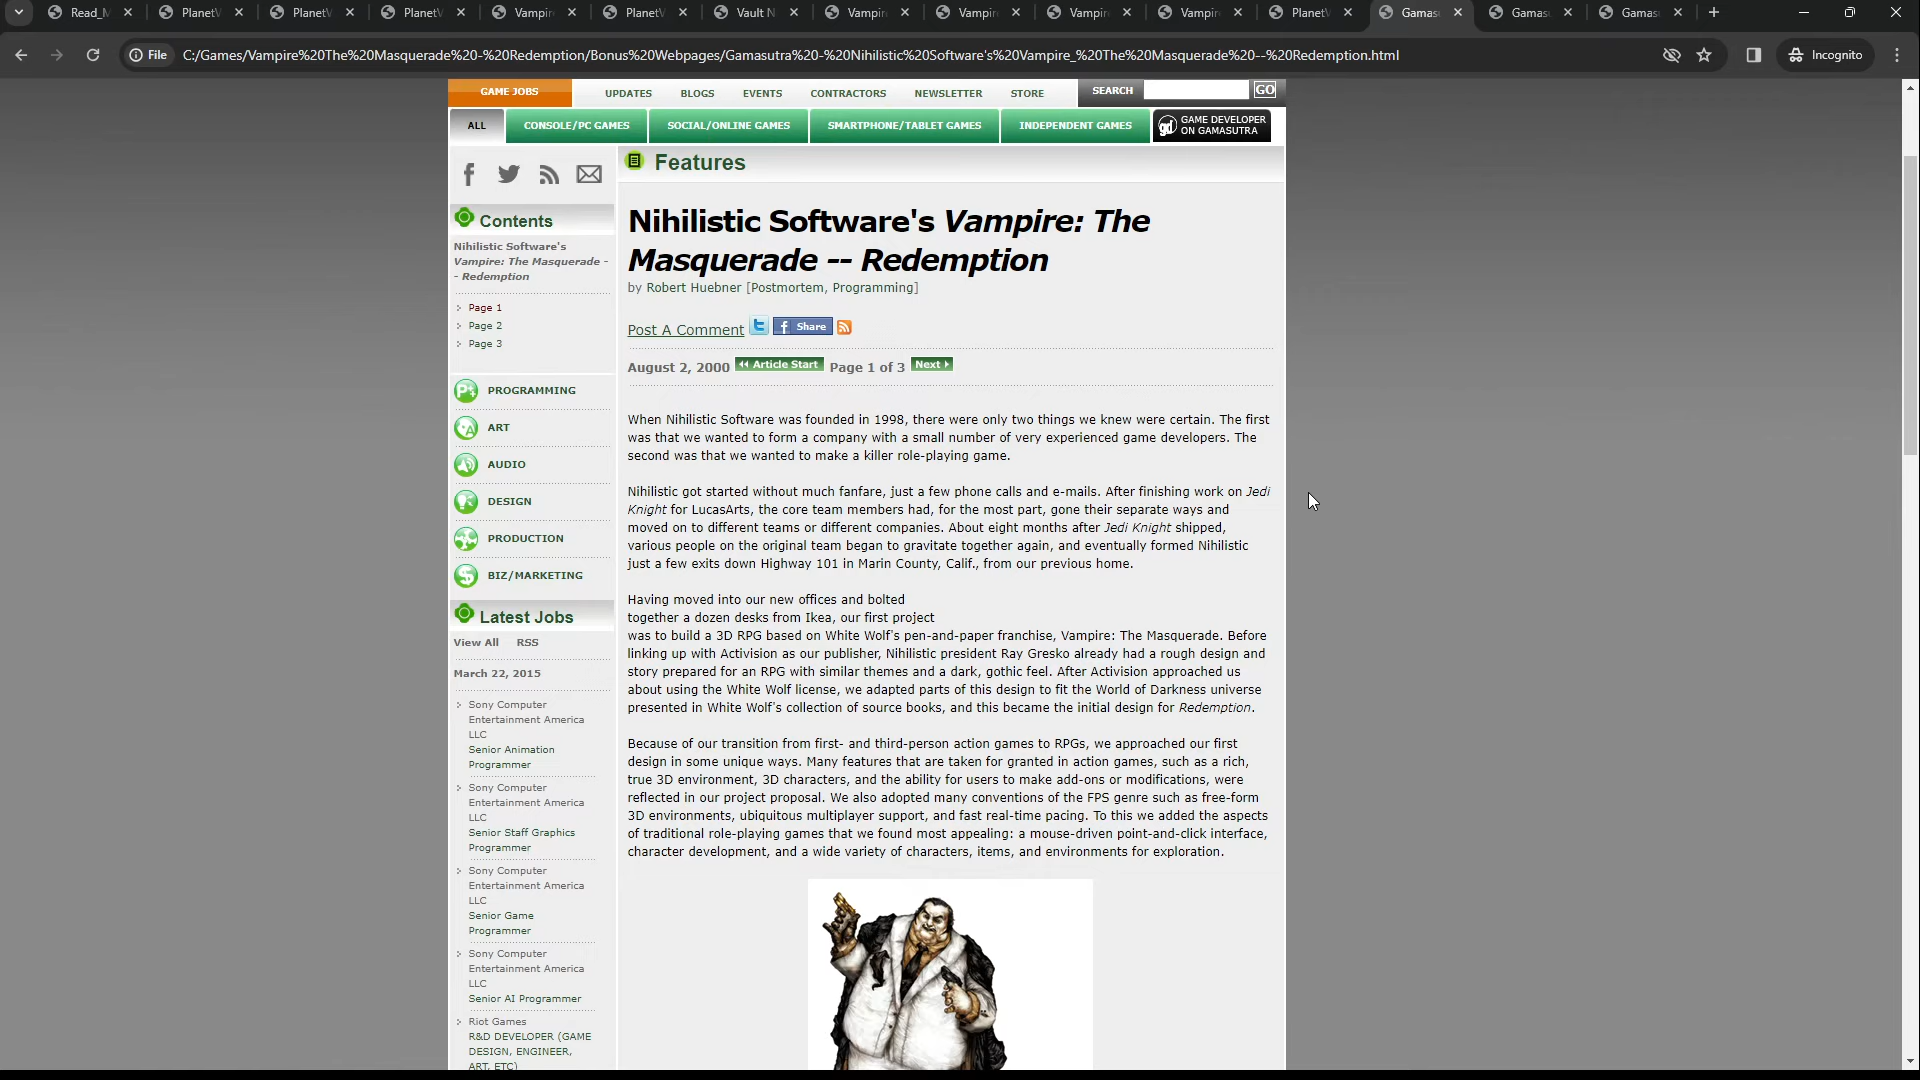 Read_M
PlanetV
PlanetV
PlanetV
Vampir
PlanetV
Vault N
Vampir
Vampir
Vampir
Vampir
PlanetV
Gamas
Gamas
Gamas
File
C:/Games/Vampire%20The%20Masquerade%20-%20Redemption/Bonus%20Webpages/Gamasutra%20-%20Nihilistic%20Software's%20Vampire_%20The%20Masquerade%20--%20Redemption.html
Incognito
GAME JOBS
UPDATES
BLOGS
EVENTS
CONTRACTORS
NEWSLETTER
STORE
SEARCH
GO
ALL
CONSOLE/PC GAMES
SOCIAL/ONLINE GAMES
SMARTPHONE/TABLET GAMES
INDEPENDENT GAMES
gd GAME DEVELOPER
ON GAMASUTRA
Contents
Nihilistic Software's
Vampire: The Masquerade -
- Redemption
Page 1
Page 2
Page 3
PROGRAMMING
ART
AUDIO
DESIGN
PRODUCTION
BIZ/MARKETING
Latest Jobs
View All RSS
March 22, 2015
Sony Computer
Entertainment America
LLC
Senior Animation
Programmer
Sony Computer
Entertainment America
LLC
Senior Staff Graphics
Programmer
Sony Computer
Entertainment America
LLC
Senior Game
Programmer
Sony Computer
Entertainment America
LLC
Senior AI Programmer
Riot Games
R&D DEVELOPER (GAME
DESIGN, ENGINEER,
ART, ETC)
Features
Nihilistic Software's Vampire: The
Masquerade -- Redemption
by Robert Huebner [Postmortem, Programming]
Post A Comment
Share
August 2, 2000 Article Start Page 1 of 3 Next
When Nihilistic Software was founded in 1998, there were only two things we knew were certain. The first
was that we wanted to form a company with a small number of very experienced game developers. The
second was that we wanted to make a killer role-playing game.
Nihilistic got started without much fanfare, just a few phone calls and e-mails. After finishing work on Jedi
Knight for LucasArts, the core team members had, for the most part, gone their separate ways and
moved on to different teams or different companies. About eight months after Jedi Knight shipped,
various people on the original team began to gravitate together again, and eventually formed Nihilistic
just a few exits down Highway 101 in Marin County, Calif., from our previous home.
Having moved into our new offices and bolted
together a dozen desks from Ikea, our first project
was to build a 3D RPG based on White Wolf's pen-and-paper franchise, Vampire: The Masquerade. Before
linking up with Activision as our publisher, Nihilistic president Ray Gresko already had a rough design and
story prepared for an RPG with similar themes and a dark, gothic feel. After Activision approached us
about using the White Wolf license, we adapted parts of this design to fit the World of Darkness universe
presented in White Wolf's collection of source books, and this became the initial design for Redemption.
Because of our transition from first- and third-person action games to RPGs, we approached our first
design in some unique ways. Many features that are taken for granted in action games, such as a rich,
true 3D environment, 3D characters, and the ability for users to make add-ons or modifications, were
reflected in our project proposal. We also adopted many conventions of the FPS genre such as free-form
3D environments, ubiquitous multiplayer support, and fast real-time pacing. To this we added the aspects
of traditional role-playing games that we found most appealing: a mouse-driven point-and-click interface,
character development, and a wide variety of characters, items, and environments for exploration.